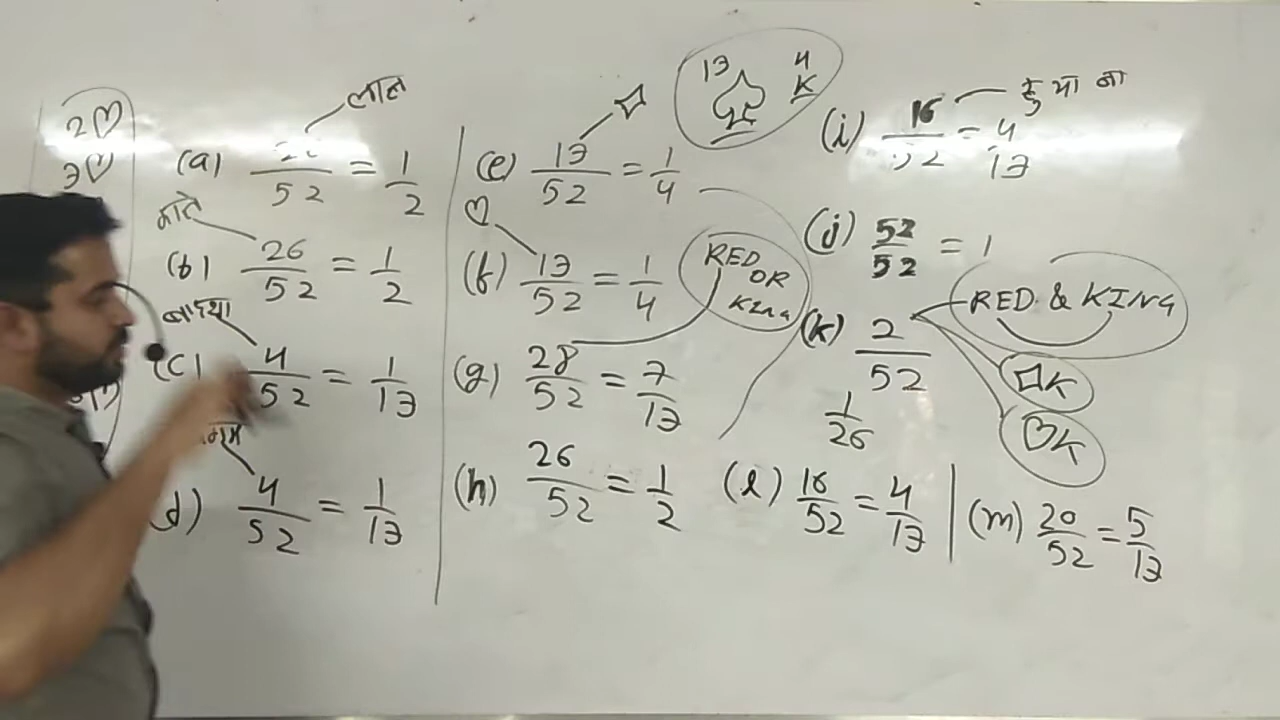 2♡
3♡
लाल
(a) 52 = 1/2
काले
(b) 26/52 = 1/2
बादशा
(c) 4/52 = 1/13
(d) 4/52 = 1/13
(e) 13/52 = 1/4
♡
(f) 13/52 = 1/4
RED
OR
KING
(g) 28/52 = 7/13
(h) 26/52 = 1/2
13 4
K
(i) 16/52 = 4/13
हु या बा
(j) 52/52 = 1
(k) 2/52
1/26
RED & KING
K
♡K
(l) 16/52 = 4/13
(m) 20/52 = 5/13